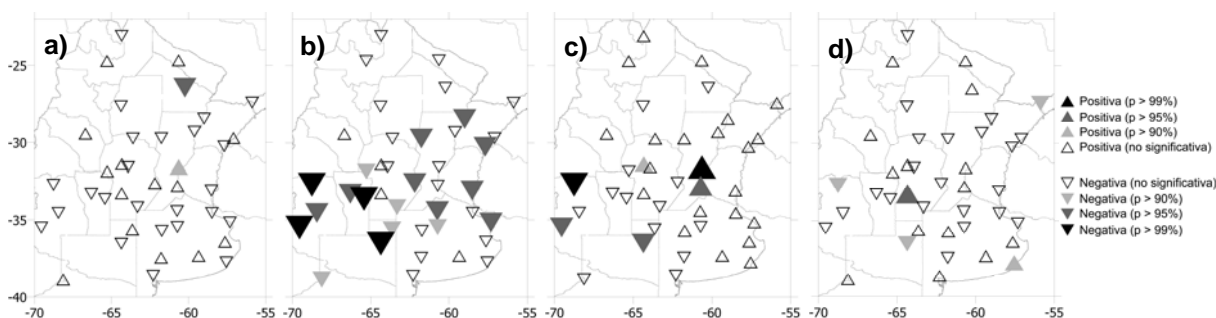 a) b) c) d)
-25
-30
-35
-40
-70 -65 -60 -55 -70 -65 -60 -55 -70 -65 -60 -55 -70 -65 -60 -55
Positiva (p > 99%)
Positiva (p > 95%)
Positiva (p > 90%)
Positiva (no significativa)
Negativa (no significativa)
Negativa (p > 90%)
Negativa (p > 95%)
Negativa (p > 99%)